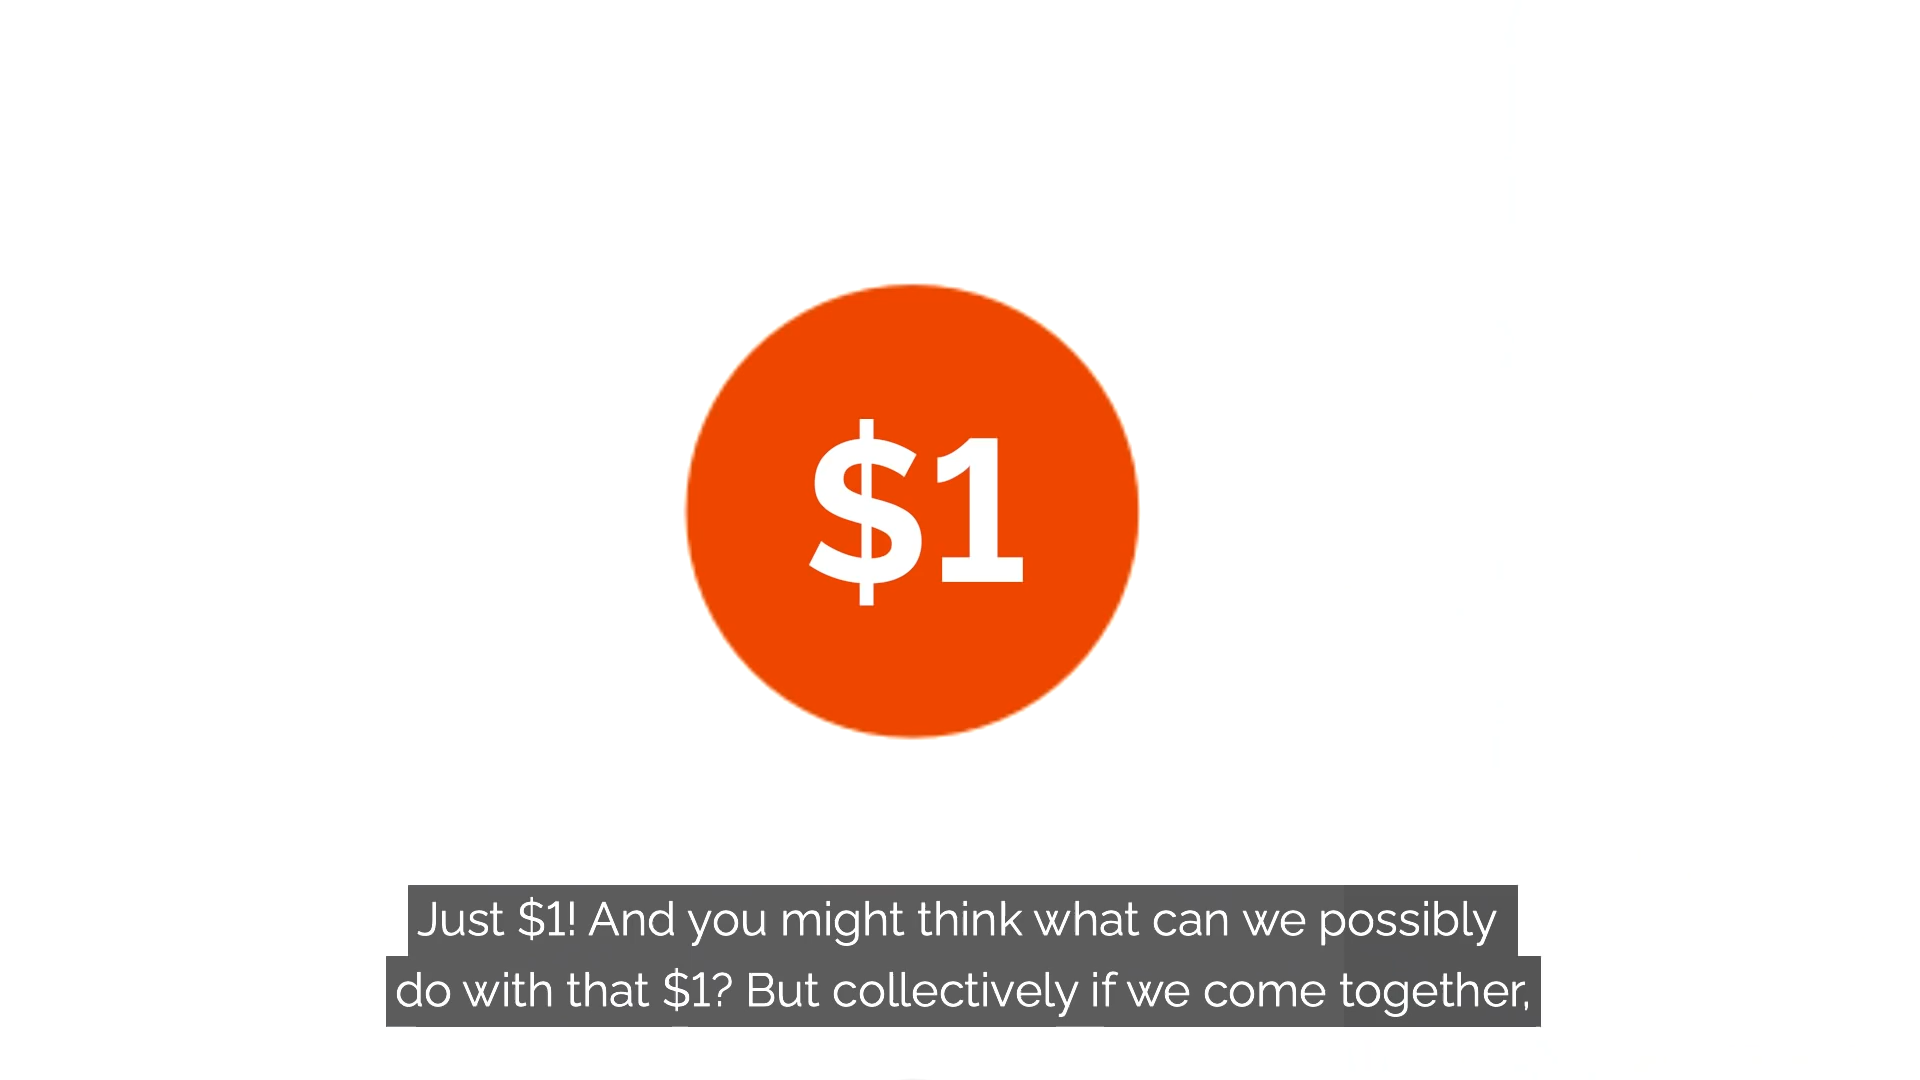 $1
Just $1! And you might think what can we possibly
do with that $1? But collectively if we come together,